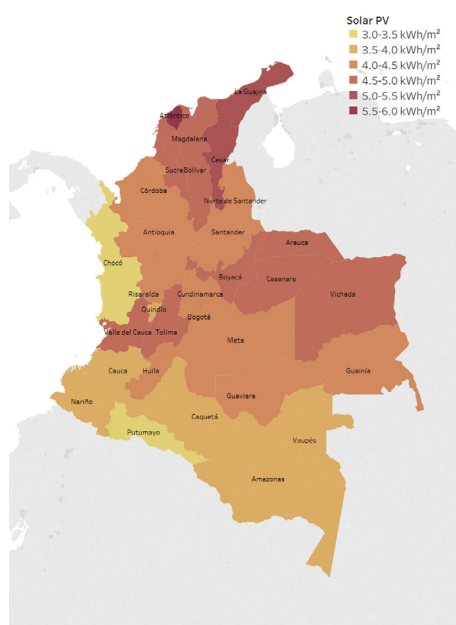 Solar PV
3.0-3.5 kWh/m²
3.5-4.0 kWh/m²
4.0-4.5 kWh/m²
4.5-5.0 kWh/m²
5.0-5.5 kWh/m²
5.5-6.0 kWh/m²
La Guajira
Atlántico
Magdalena
Cesar
Sucre
Bolívar
Córdoba
Norte de Santander
Antioquia
Santander
Arauca
Chocó
Boyacá
Casanare
Risaralda
Cundinamarca
Vichada
Quindío
Bogotá
Valle del Cauca
Tolima
Meta
Cauca
Huila
Guainía
Guaviare
Nariño
Caquetá
Putumayo
Vaupés
Amazonas